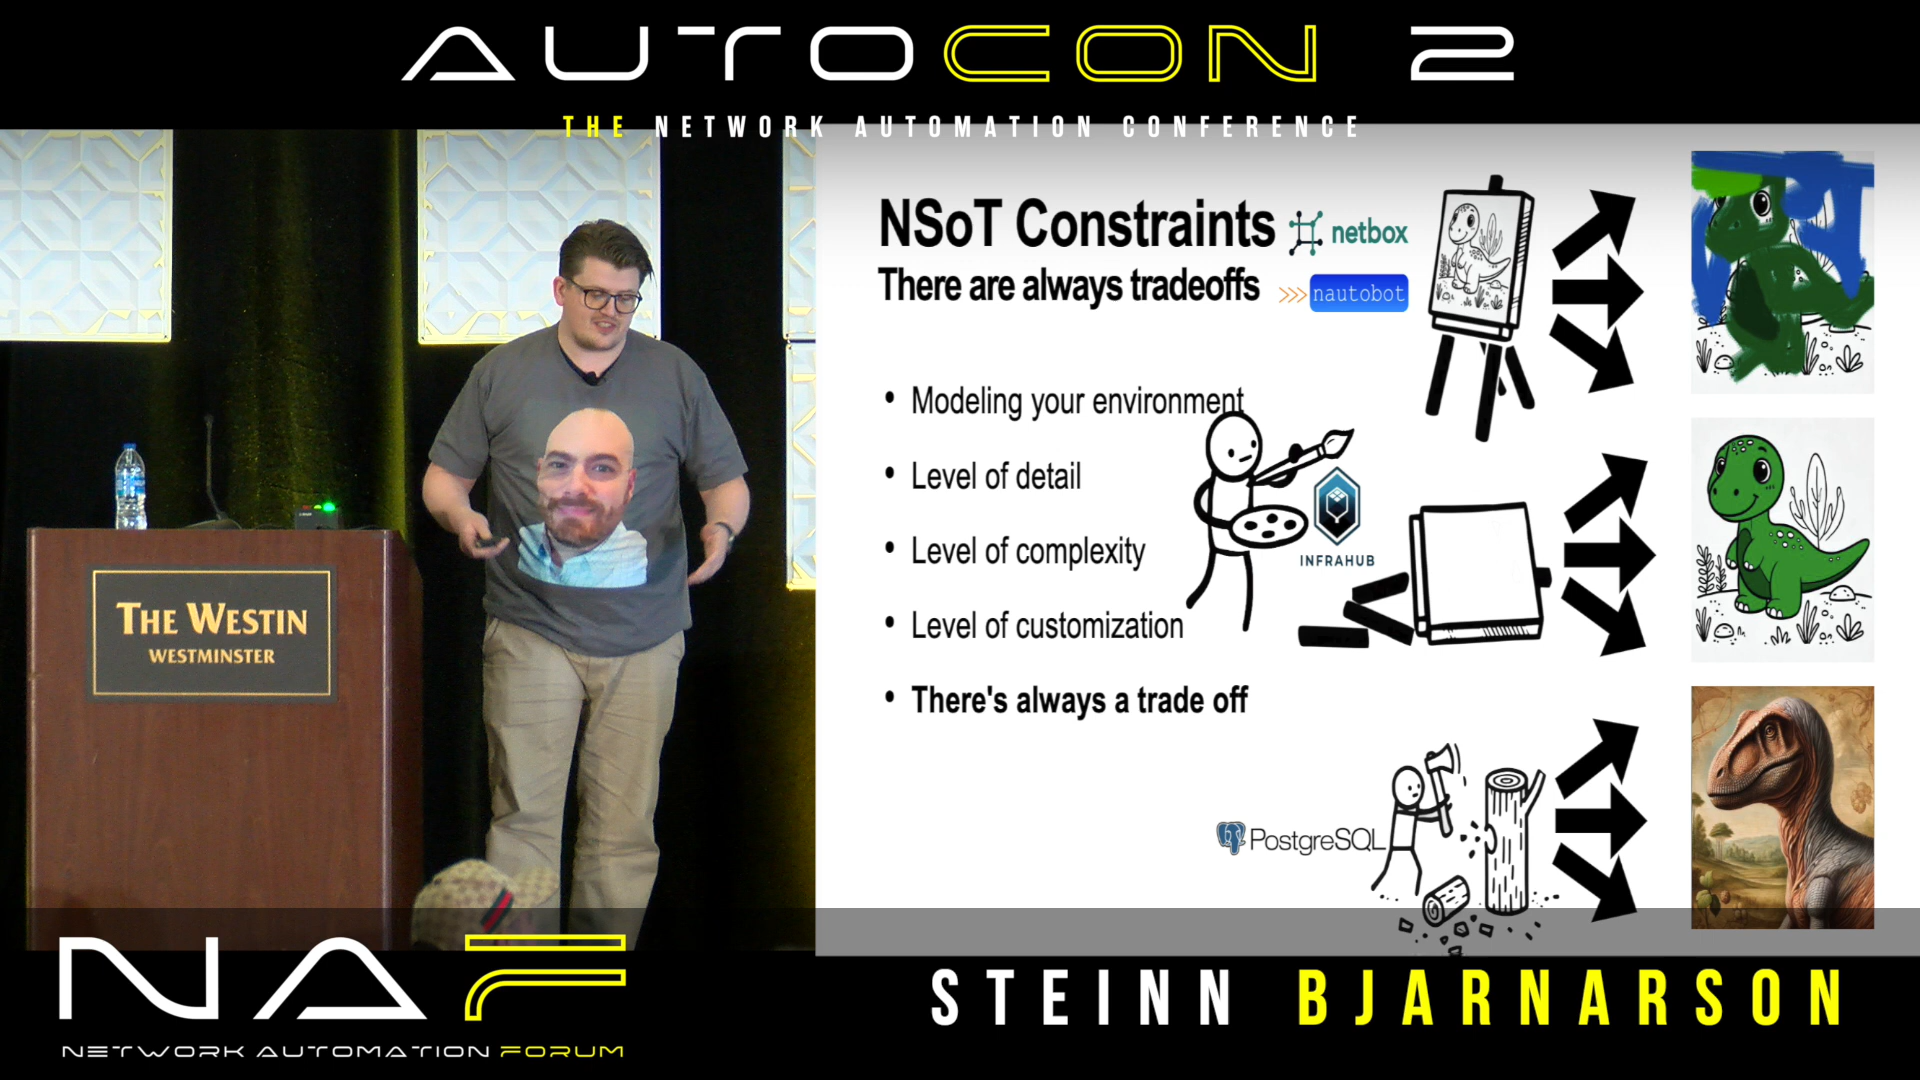 AUTOCON 2
THE NETWORK AUTOMATION CONFERENCE
NSoT Constraints
netbox
There are always tradeoffs
>>> nautobot
• Modeling your environment
• Level of detail
• Level of complexity
• Level of customization
• There's always a trade off
INFRAHUB
PostgreSQL
THE WESTIN
WESTMINSTER
NAF
NETWORK AUTOMATION FORUM
STEINN BJARNARSON